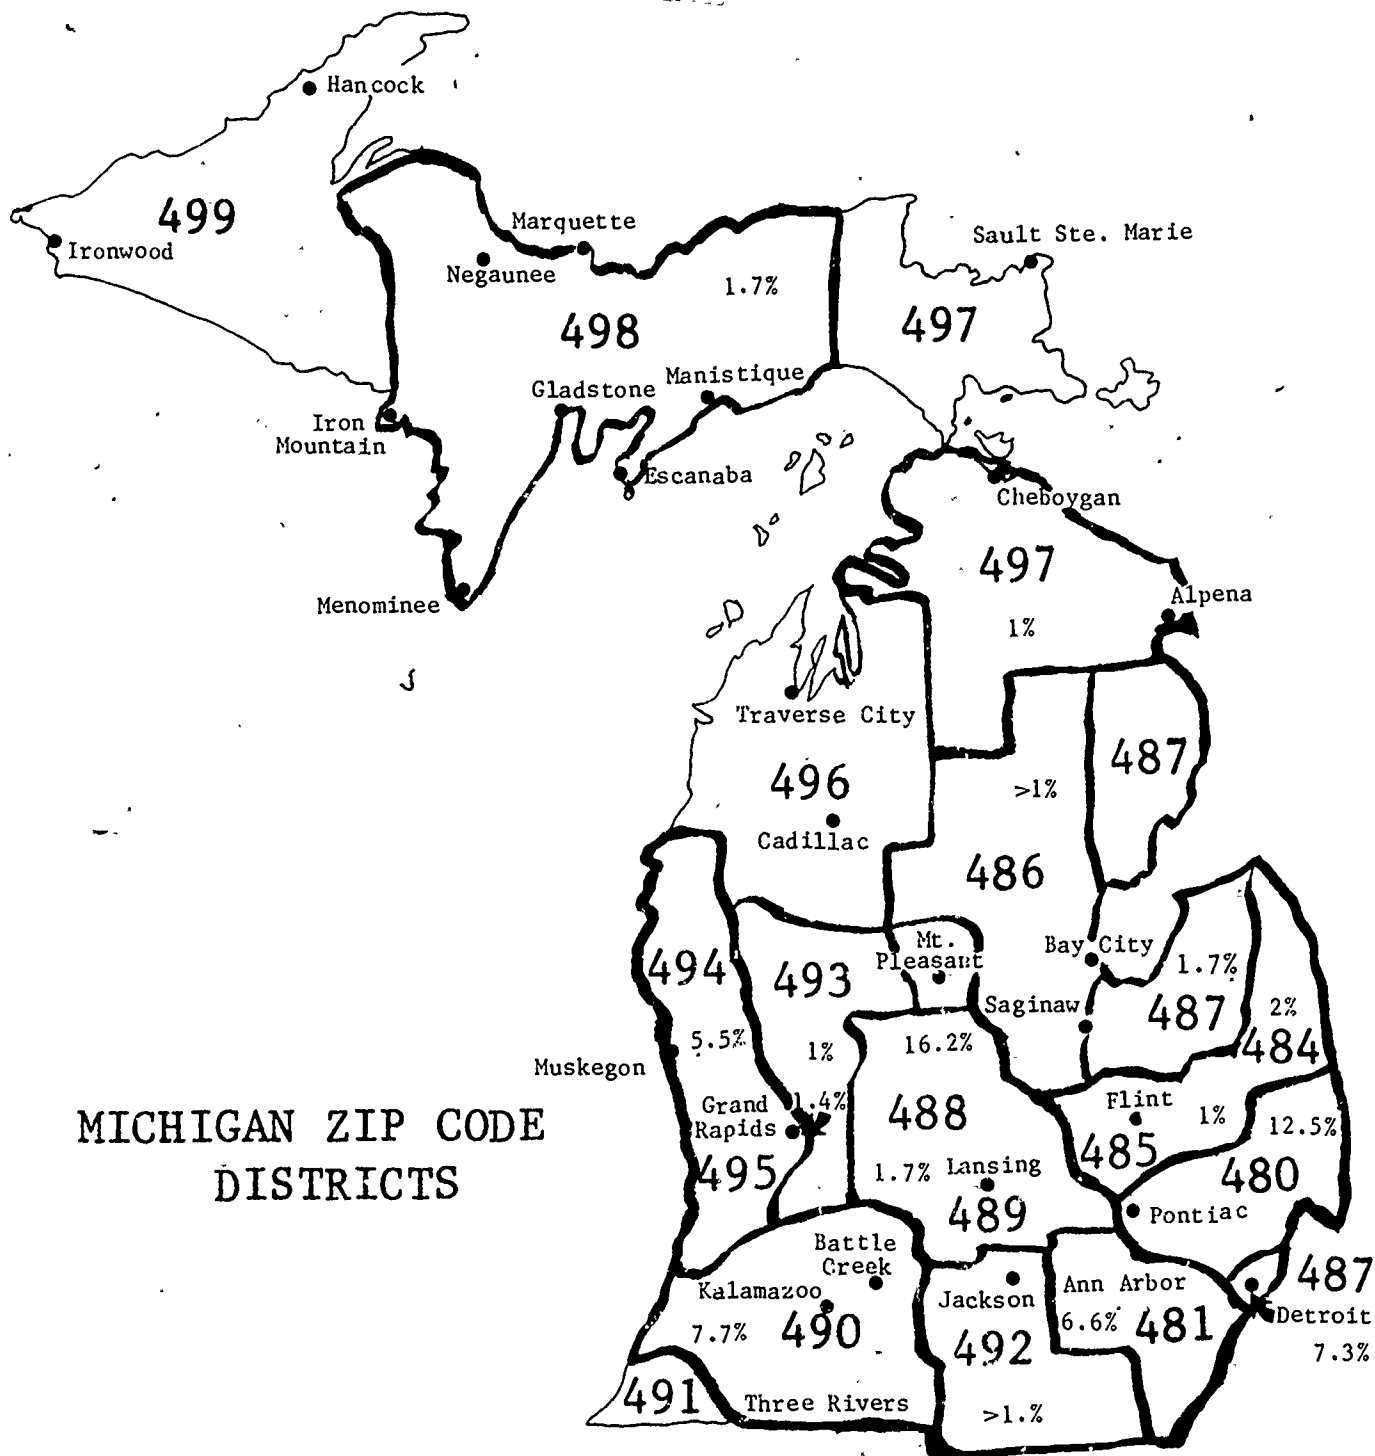 Hancock
499
Ironwood
Marquette
Negaunee
1.7%
498
Sault Ste. Marie
497
Gladstone
Manistique
Iron
Mountain
Escanaba
Cheboygan
497
Menominee
Alpena
1%
Traverse City
496
Cadillac
487
>1%
486
494
493
Mt.
Pleasant
Bay City
1.7%
487
Saginaw
2%
484
5.5%
1%
16.2%
Muskegon
Grand
Rapids
1.4%
488
Flint
1%
485
12.5%
480
MICHIGAN ZIP CODE
DISTRICTS
495
1.7%
Lansing
489
Pontiac
Battle
Creek
Kalamazoo
7.7%
490
Jackson
492
Ann Arbor
6.6%
481
487
Detroit
7.3%
491
Three Rivers
>1.%